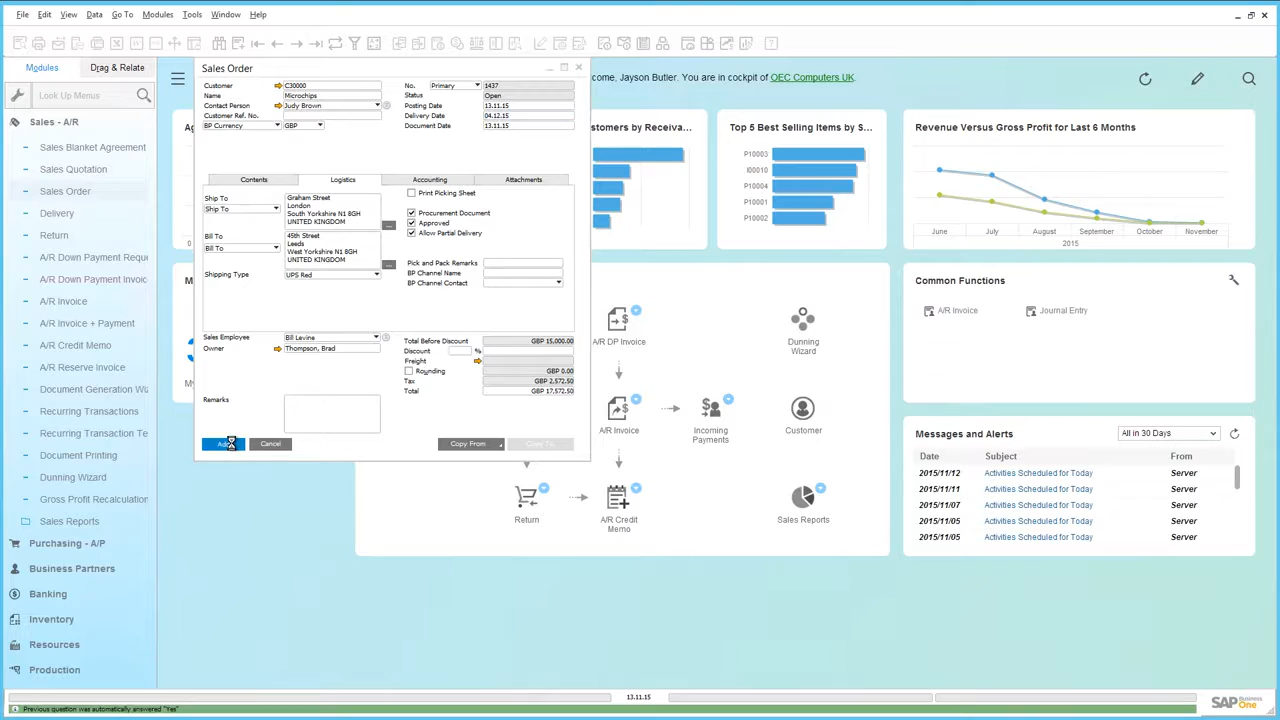 File Edit View Data Go To Modules Tools Window Help
Modules Drag & Relate
Look Up Menus
Sales - A/R
Sales Blanket Agreement
Sales Quotation
Sales Order
Delivery
Return
A/R Down Payment Reque
A/R Down Payment Invoic
A/R Invoice
A/R Invoice + Payment
A/R Credit Memo
A/R Reserve Invoice
Document Generation Wiz
Recurring Transactions
Recurring Transaction Te
Document Printing
Dunning Wizard
Gross Profit Recalculation
Sales Reports
Purchasing - A/P
Business Partners
Banking
Inventory
Resources
Production
Sales Order
Customer C30000
Name Microchips
Contact Person Judy Brown
Customer Ref. No.
BP Currency GBP
No. Primary 1437
Status Open
Posting Date 13.11.15
Delivery Date 04.12.15
Document Date 13.11.15
Contents Logistics Accounting Attachments
Ship To
Ship To
Graham Street
London
South Yorkshire N1 8GH
UNITED KINGDOM
Bill To
Bill To
45th Street
Leeds
West Yorkshire N1 8GH
UNITED KINGDOM
Shipping Type UPS Red
Print Picking Sheet
Procurement Document
Approved
Allow Partial Delivery
Pick and Pack Remarks
BP Channel Name
BP Channel Contact
Sales Employee Bill Levine
Owner Thompson, Brad
Total Before Discount GBP 15,000.00
Discount %
Freight
Rounding GBP 0.00
Tax GBP 2,572.50
Total GBP 17,572.50
Remarks
Add Cancel Copy From Copy To
come, Jayson Butler. You are in cockpit of OEC Computers UK.
stomers by Receiva...
Top 5 Best Selling Items by S...
P10003
I00010
P10004
P10001
P10002
Revenue Versus Gross Profit for Last 6 Months
June July August September October November
2015
A/R DP Invoice
Dunning
Wizard
A/R Invoice
Incoming
Payments
Customer
Return
A/R Credit
Memo
Sales Reports
Common Functions
A/R Invoice Journal Entry
Messages and Alerts All in 30 Days
Date Subject From
2015/11/12 Activities Scheduled for Today Server
2015/11/11 Activities Scheduled for Today Server
2015/11/07 Activities Scheduled for Today Server
2015/11/05 Activities Scheduled for Today Server
2015/11/05 Activities Scheduled for Today Server
13.11.15
Previous question was automatically answered "Yes"
SAP Business One